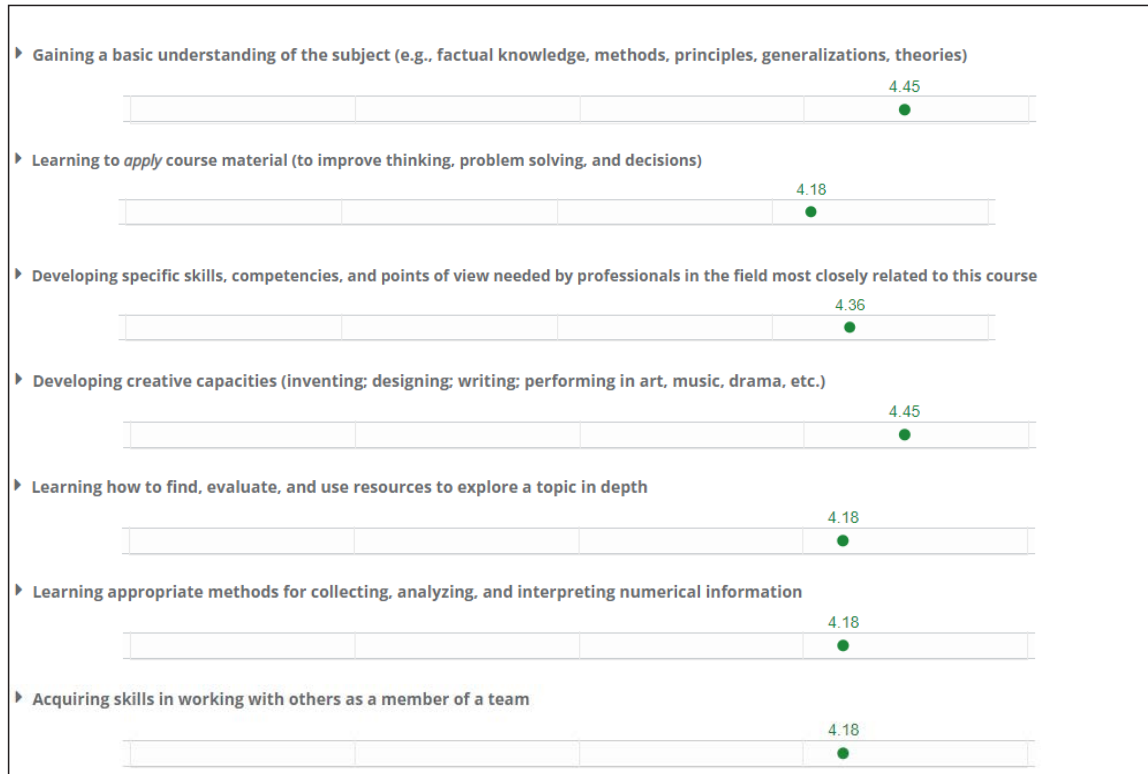 Gaining a basic understanding of the subject (e.g., factual knowledge, methods, principles, generalizations, theories)
4.45
Learning to apply course material (to improve thinking, problem solving, and decisions)
4.18
Developing specific skills, competencies, and points of view needed by professionals in the field most closely related to this course
4.36
Developing creative capacities (inventing; designing; writing; performing in art, music, drama, etc.)
4.45
Learning how to find, evaluate, and use resources to explore a topic in depth
4.18
Learning appropriate methods for collecting, analyzing, and interpreting numerical information
4.18
Acquiring skills in working with others as a member of a team
4.18